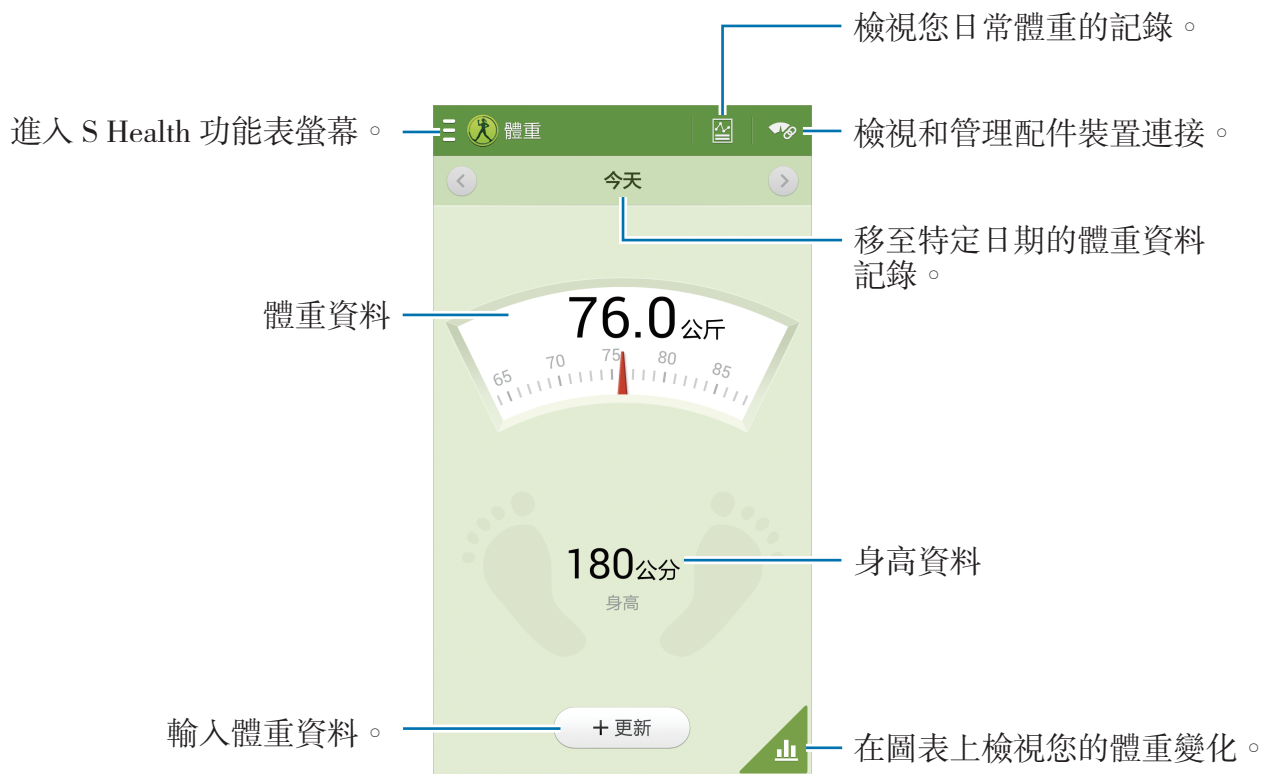 檢視您日常體重的記錄。
進入 S Health 功能表螢幕。
體重
檢視和管理配件裝置連接。
今天
移至特定日期的體重資料
記錄。
體重資料
76.0公斤
65 70 75 80 85
180公分
身高
身高資料
輸入體重資料。
+ 更新
在圖表上檢視您的體重變化。